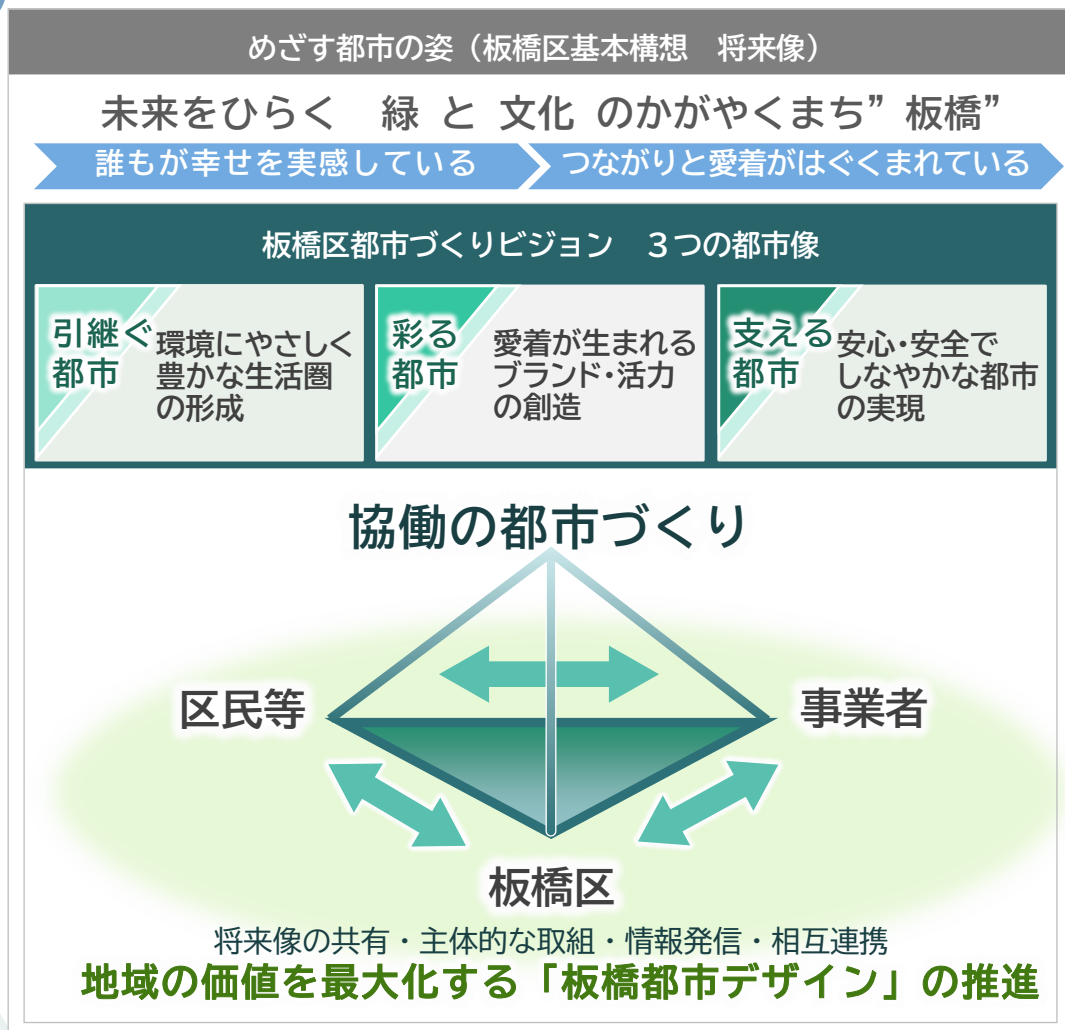 めざす都市の姿（板橋区基本構想　将来像）
未来をひらく　緑 と 文化 のかがやくまち”板橋”
誰もが幸せを実感している
つながりと愛着がはぐくまれている
板橋区都市づくりビジョン　３つの都市像
引継ぐ
都市
環境にやさしく
豊かな生活圏
の形成
彩る
都市
愛着が生まれる
ブランド・活力
の創造
支える
都市
安心・安全で
しなやかな都市
の実現
協働の都市づくり
区民等
事業者
板橋区
将来像の共有・主体的な取組・情報発信・相互連携
地域の価値を最大化する「板橋都市デザイン」の推進